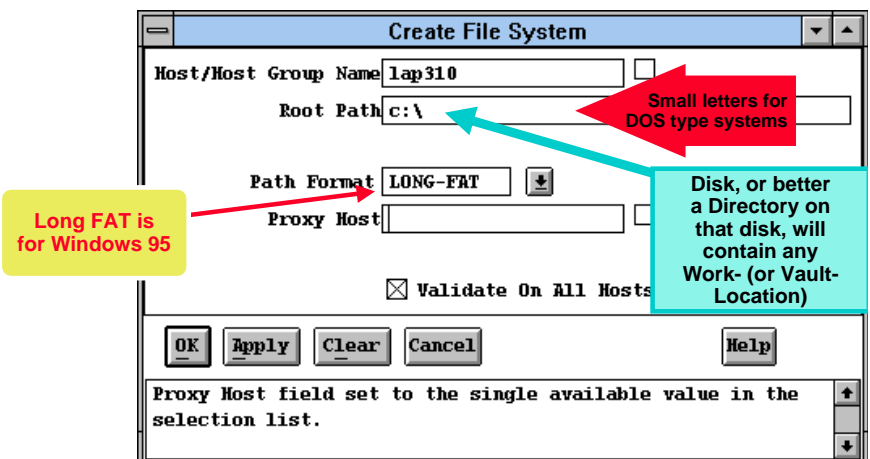 Create File System
Host/Host Group Name lap310
Root Path c:\
Small letters for
DOS type systems
Path Format LONG-FAT
Long FAT is
for Windows 95
Proxy Host
Disk, or better
a Directory on
that disk, will
contain any
Work- (or Vault-
Location)
Validate On All Hosts
OK Apply Clear Cancel Help
Proxy Host field set to the single available value in the
selection list.